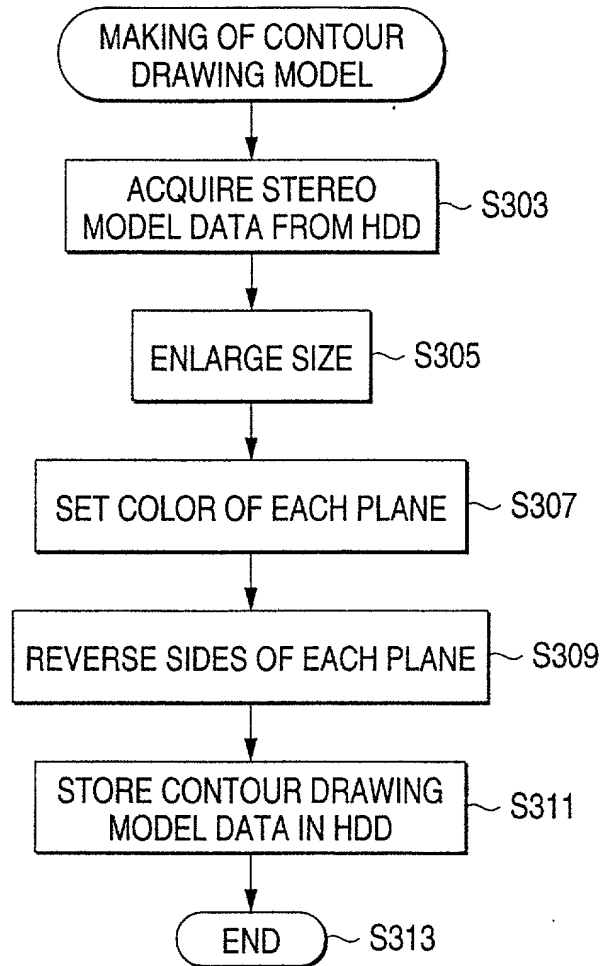 MAKING OF CONTOUR
DRAWING MODEL
ACQUIRE STEREO
MODEL DATA FROM HDD
S303
ENLARGE SIZE
S305
SET COLOR OF EACH PLANE
S307
REVERSE SIDES OF EACH PLANE
S309
STORE CONTOUR DRAWING
MODEL DATA IN HDD
S311
END
S313